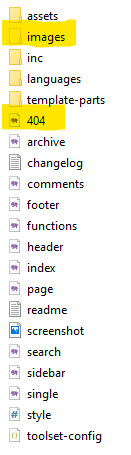 assets
images
inc
languages
template-parts
404
archive
changelog
comments
footer
functions
header
index
page
readme
screenshot
search
sidebar
single
style
toolset-config